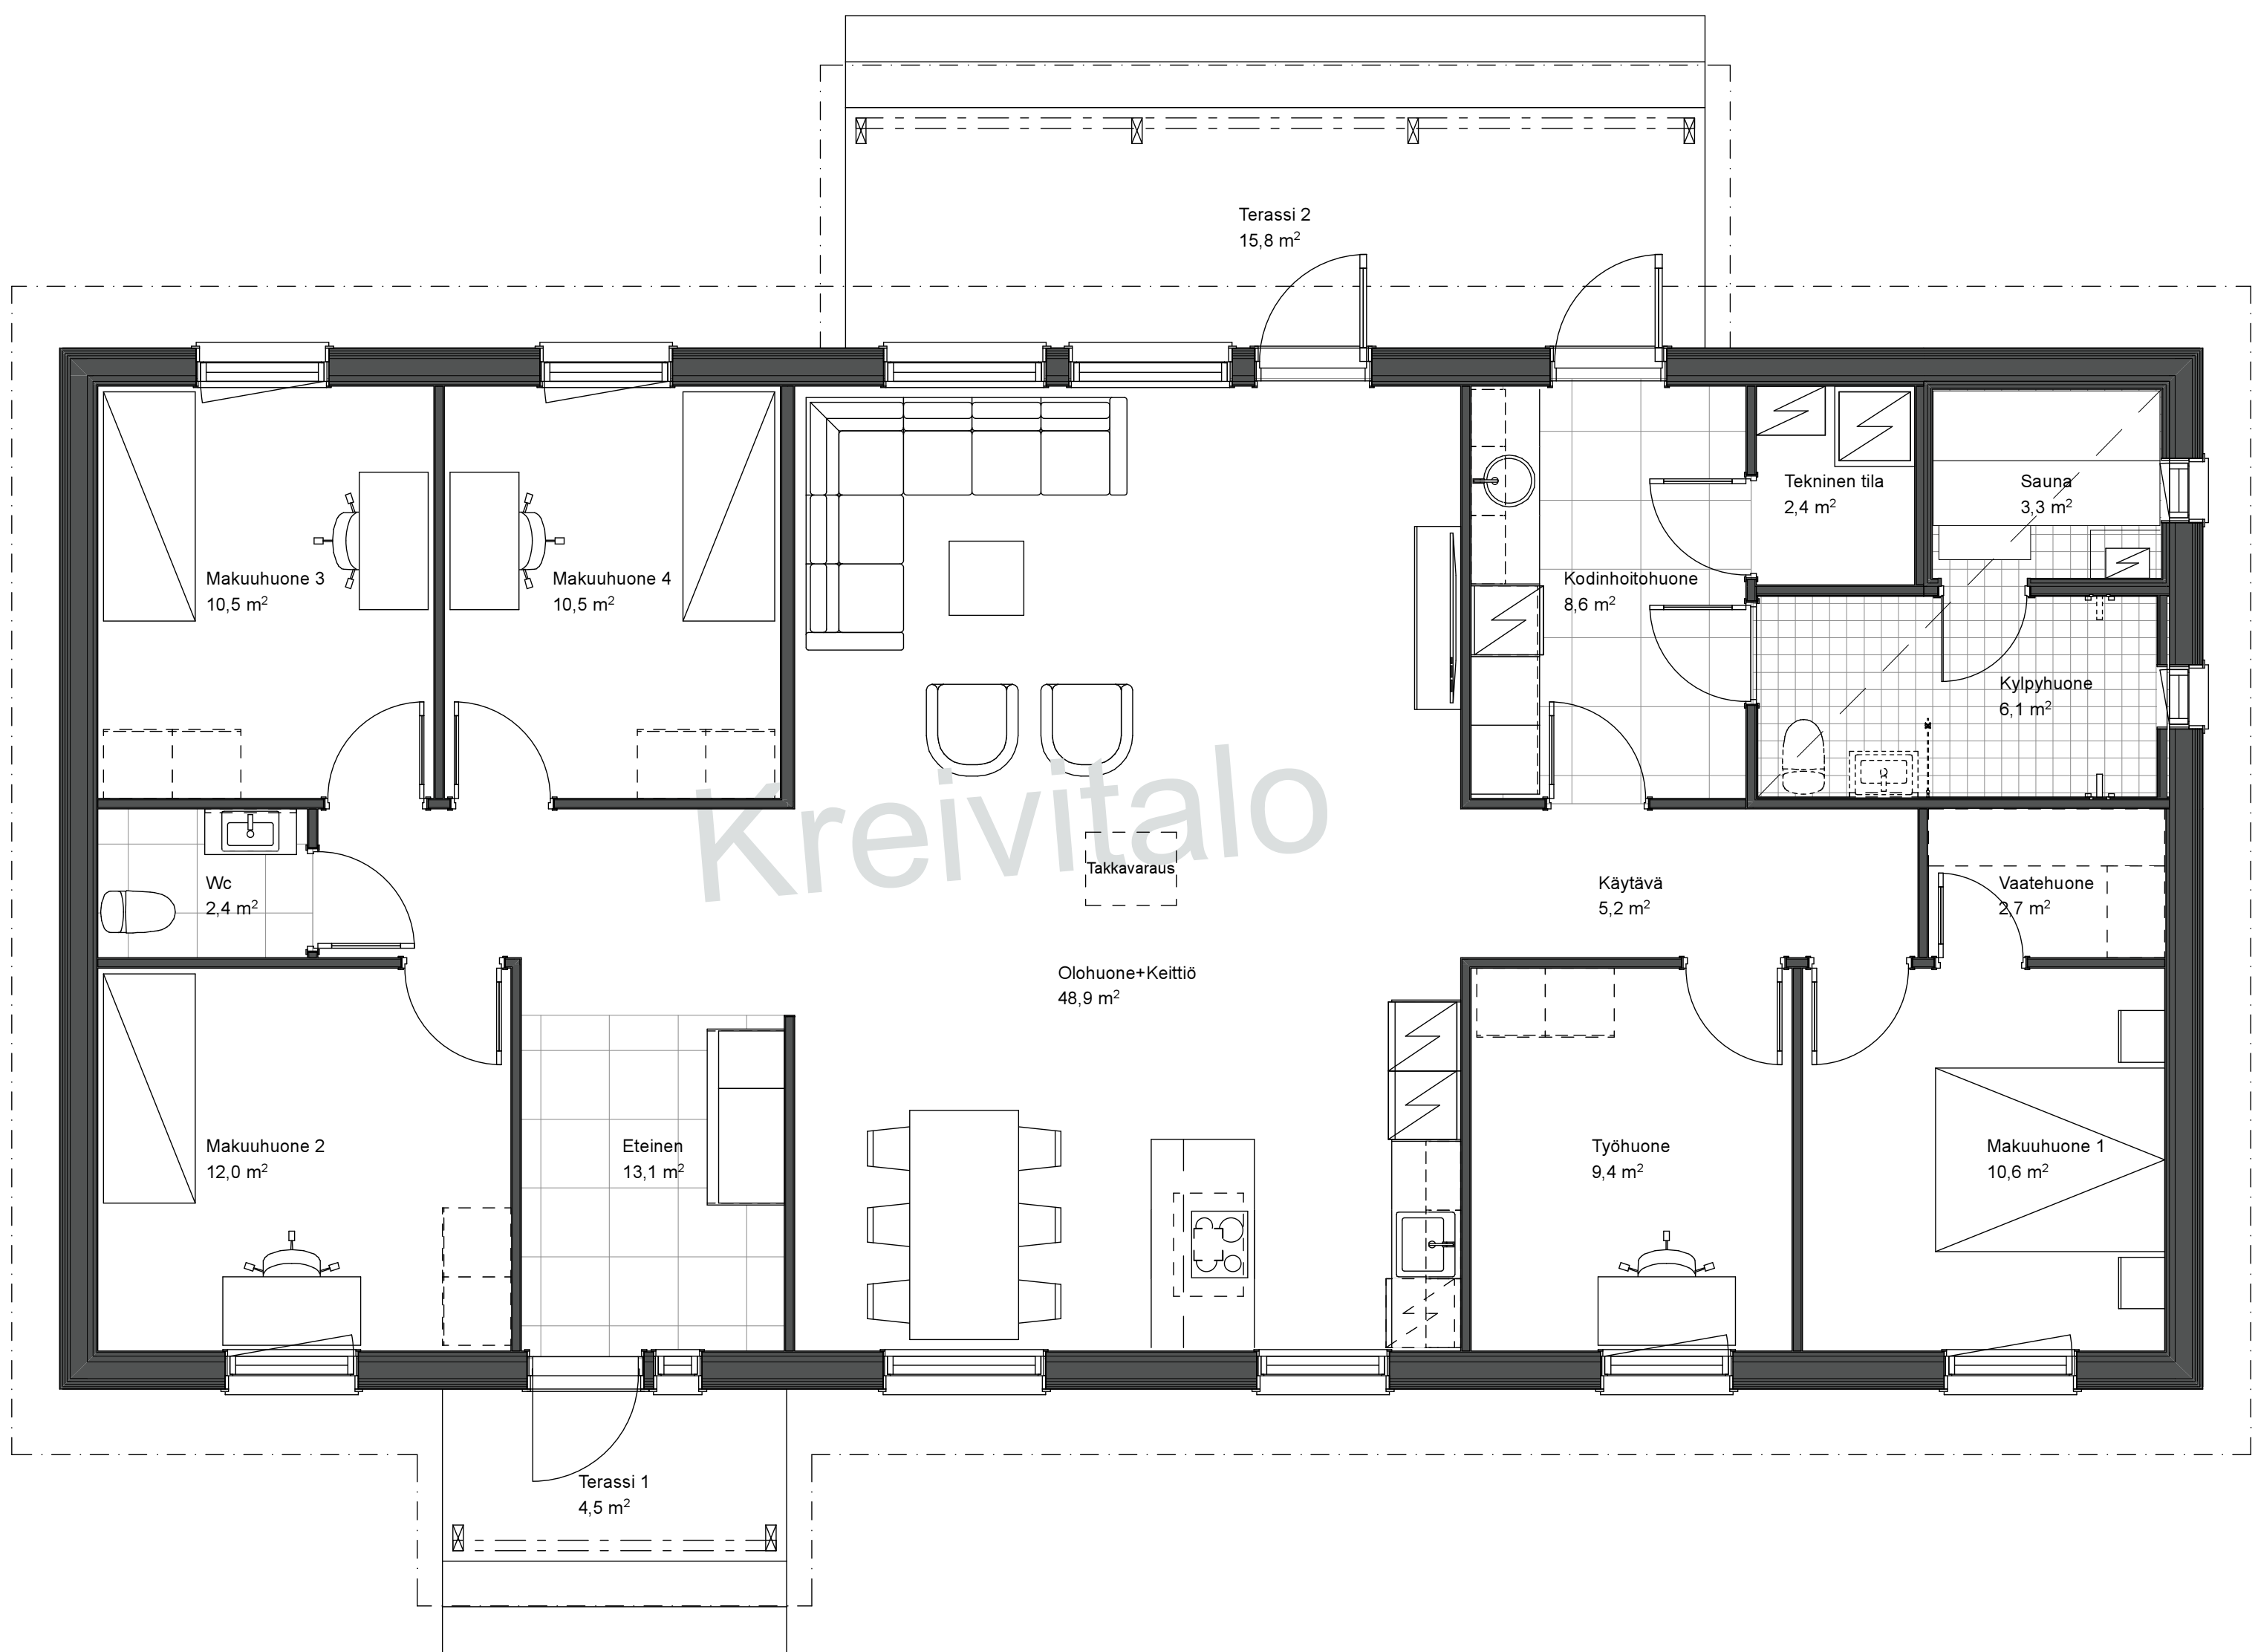 Terassi 2
15,8 m²
Tekninen tila
2,4 m²
Sauna
3,3 m²
Makuuhuone 3
10,5 m²
Makuuhuone 4
10,5 m²
Kodinhoitohuone
8,6 m²
Kylpyhuone
6,1 m²
Kreivitalo
Takkavaraus
Wc
2,4 m²
Käytävä
5,2 m²
Vaatehuone
2,7 m²
Olohuone+Keittiö
48,9 m²
Makuuhuone 2
12,0 m²
Eteinen
13,1 m²
Työhuone
9,4 m²
Makuuhuone 1
10,6 m²
Terassi 1
4,5 m²